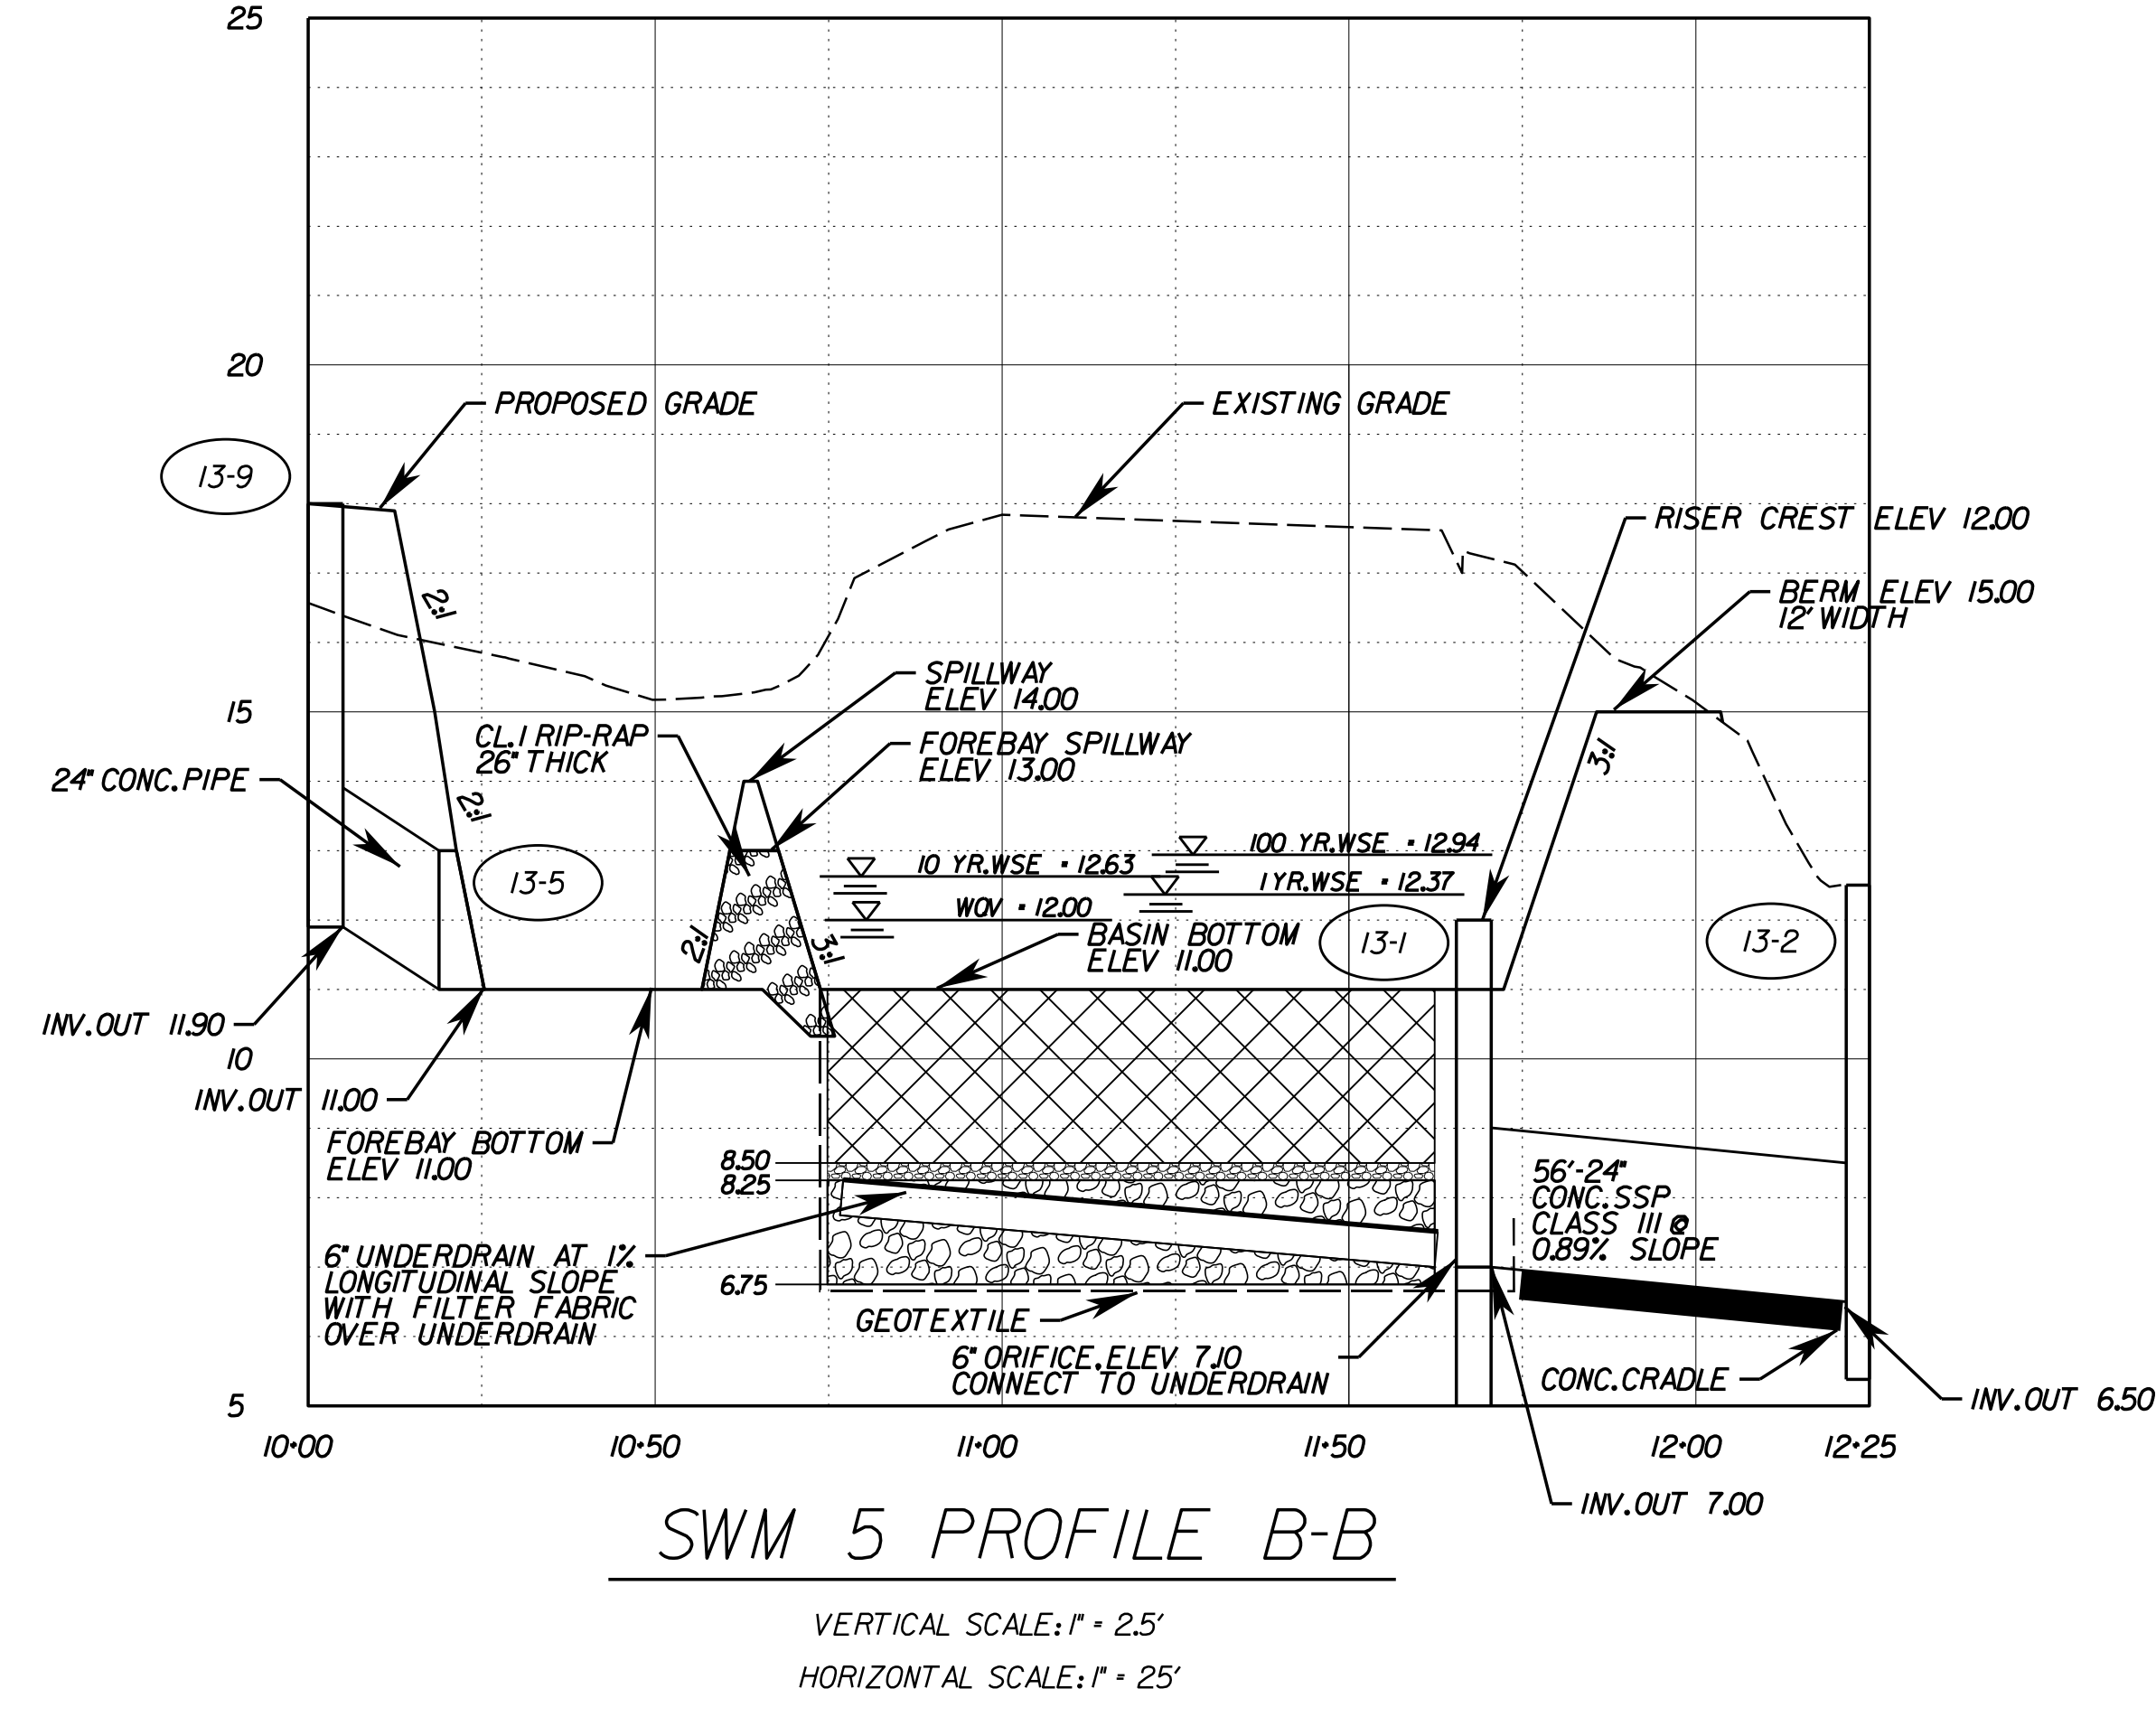 25
20
PROPOSED GRADE
EXISTING GRADE
13-9
RISER CREST ELEV 12.00
BERM ELEV 15.00
12' WIDTH
2:1
SPILLWAY
ELEV 14.00
15
CL. 1 RIP-RAP
26" THICK
FOREBAY SPILLWAY
ELEV 13.00
3:1
24" CONC. PIPE
2:1
100 YR. WSE = 12.94
10 YR. WSE = 12.63
1 YR. WSE = 12.37
13-5
WQV = 12.00
BASIN BOTTOM
ELEV 11.00
13-1
13-2
2:1
3:1
INV. OUT 11.90
10
INV. OUT 11.00
FOREBAY BOTTOM
ELEV 11.00
8.50
8.25
56'-24"
CONC. SSP
CLASS III @
0.89% SLOPE
6" UNDERDRAIN AT 1%
LONGITUDINAL SLOPE
WITH FILTER FABRIC
OVER UNDERDRAIN
6.75
GEOTEXTILE
6" ORIFICE, ELEV 7.10
CONNECT TO UNDERDRAIN
CONC. CRADLE
INV. OUT 6.50
5
10+00
10+50
11+00
11+50
12+00
12+25
INV. OUT 7.00
SWM 5 PROFILE B-B
VERTICAL SCALE: 1" = 2.5'
HORIZONTAL SCALE: 1" = 25'